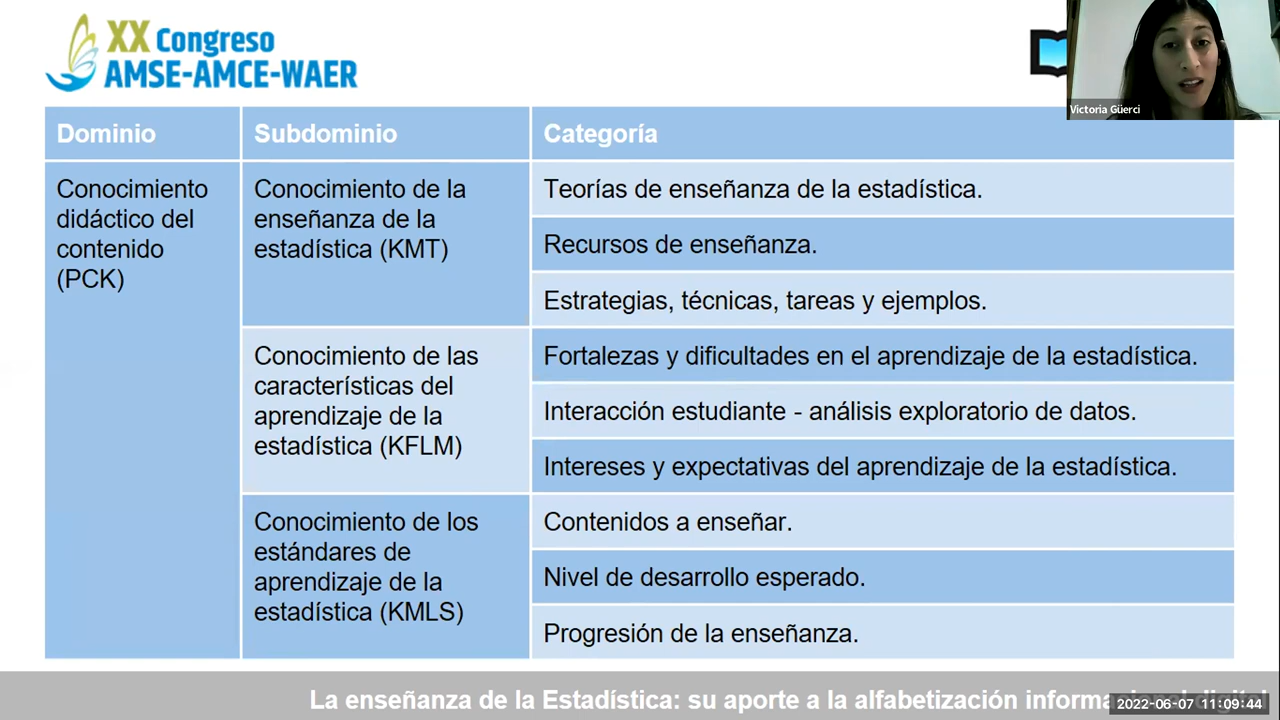 XX Congreso
AMSE-AMCE-WAER
Victoria Güerci
Dominio
Subdominio
Categoría
Conocimiento
didáctico del
contenido
(PCK)
Conocimiento de la
enseñanza de la
estadística (KMT)
Teorías de enseñanza de la estadística.
Recursos de enseñanza.
Estrategias, técnicas, tareas y ejemplos.
Conocimiento de las
características del
aprendizaje de la
estadística (KFLM)
Fortalezas y dificultades en el aprendizaje de la estadística.
Interacción estudiante - análisis exploratorio de datos.
Intereses y expectativas del aprendizaje de la estadística.
Conocimiento de los
estándares de
aprendizaje de la
estadística (KMLS)
Contenidos a enseñar.
Nivel de desarrollo esperado.
Progresión de la enseñanza.
La enseñanza de la Estadística: su aporte a la alfabetización informacional digital
2022-06-07 11:09:44